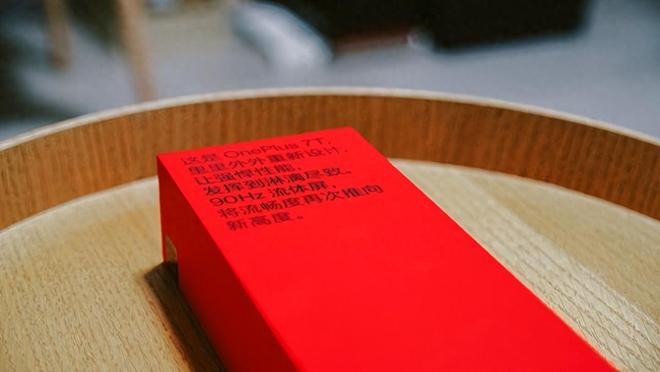 这是 OnePlus 7T，
里里外外重新设计，
让强悍性能，
发挥到淋漓尽致。
90Hz 流体屏，
将流畅度再次推向
新高度。